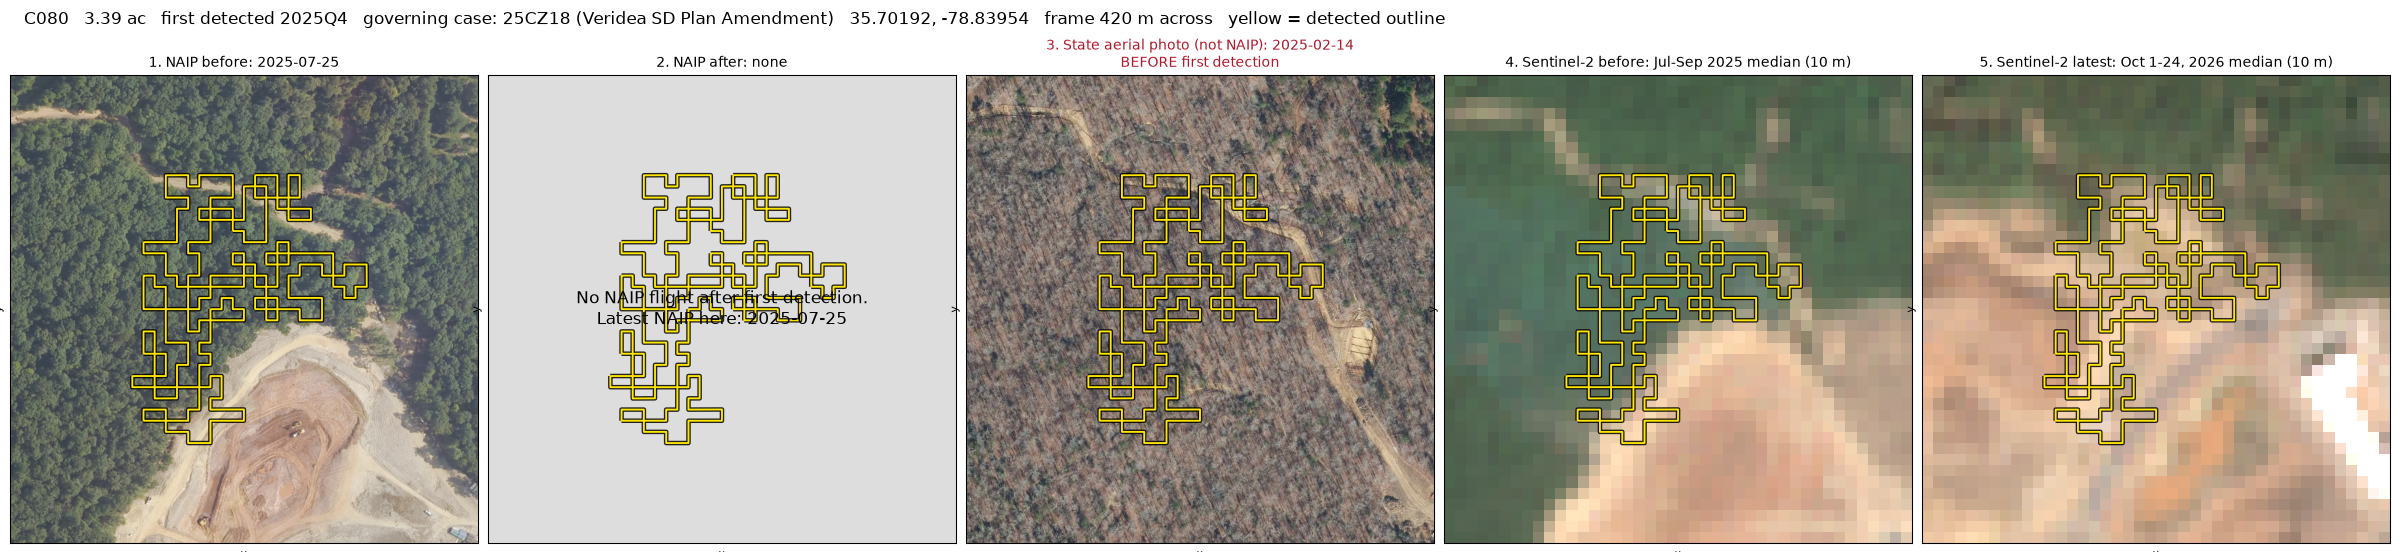 C080   3.39 ac   first detected 2025Q4   governing case: 25CZ18 (Veridea SD Plan Amendment)   35.70192, -78.83954   frame 420 m across   yellow = detected outline
1. NAIP before: 2025-07-25
2. NAIP after: none
3. State aerial photo (not NAIP): 2025-02-14
BEFORE first detection
4. Sentinel-2 before: Jul-Sep 2025 median (10 m)
5. Sentinel-2 latest: Oct 1-24, 2026 median (10 m)
No NAIP flight after first detection.
Latest NAIP here: 2025-07-25